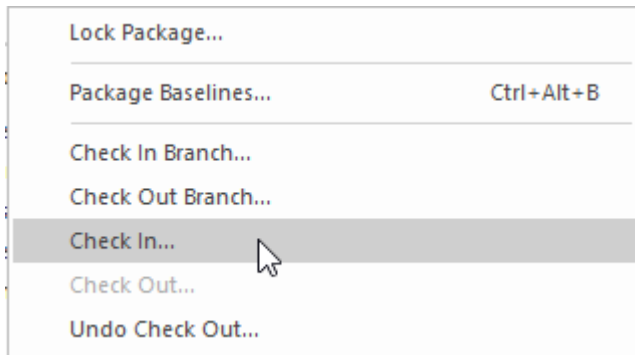 Lock Package...
Package Baselines... Ctrl+Alt+B
Check In Branch...
Check Out Branch...
Check In...
Check Out...
Undo Check Out...